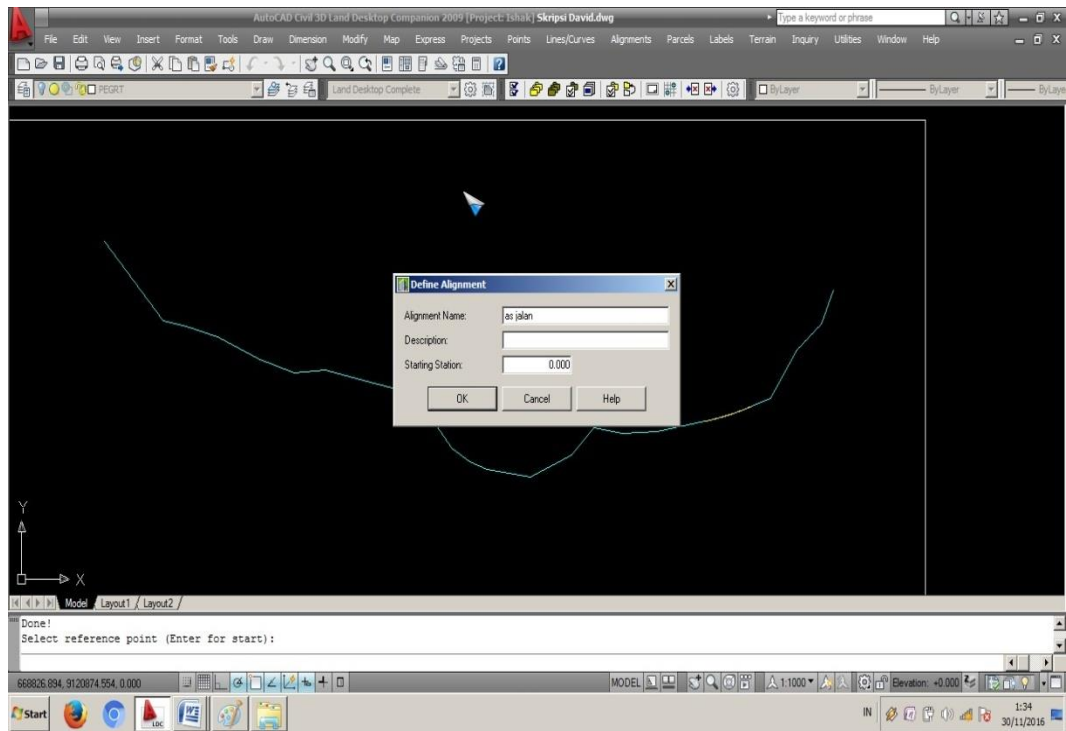 AutoCAD Civil 3D Land Desktop Companion 2009 [Project: Ishak] Skripsi David.dwg
Type a keyword or phrase
File Edit View Insert Format Tools Draw Dimension Modify Map Express Projects Points Lines/Curves Alignments Parcels Labels Terrain Inquiry Utilities Window Help
PEGRT Land Desktop Complete ByLayer ByLayer ByLaye
Define Alignment
Alignment Name: as jalan
Description:
Starting Station: 0.000
OK Cancel Help
Y
X
Model Layout1 Layout2
Done!
Select reference point (Enter for start):
668826.894, 9120874.554, 0.000 MODEL 1:1000 Elevation: +0.000
Start LDC IN 1:34
30/11/2016